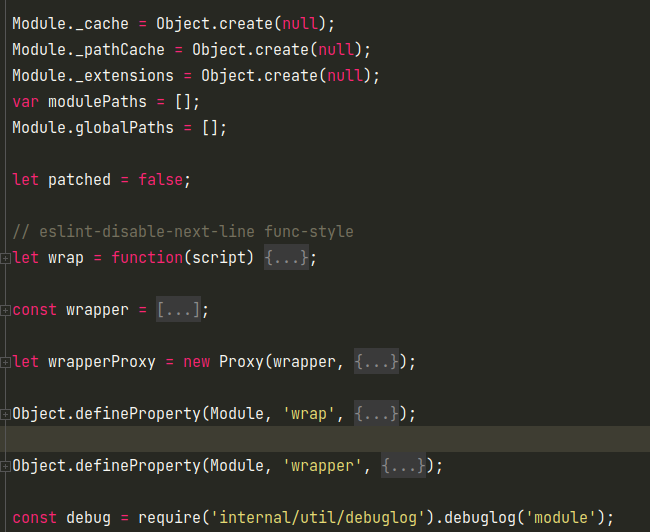 Module._cache = Object.create(null);
Module._pathCache = Object.create(null);
Module._extensions = Object.create(null);
var modulePaths = [];
Module.globalPaths = [];
let patched = false;
// eslint-disable-next-line func-style
let wrap = function(script) {...};
const wrapper = [...];
let wrapperProxy = new Proxy(wrapper, {...});
Object.defineProperty(Module, 'wrap', {...});
Object.defineProperty(Module, 'wrapper', {...});
const debug = require('internal/util/debuglog').debuglog('module');